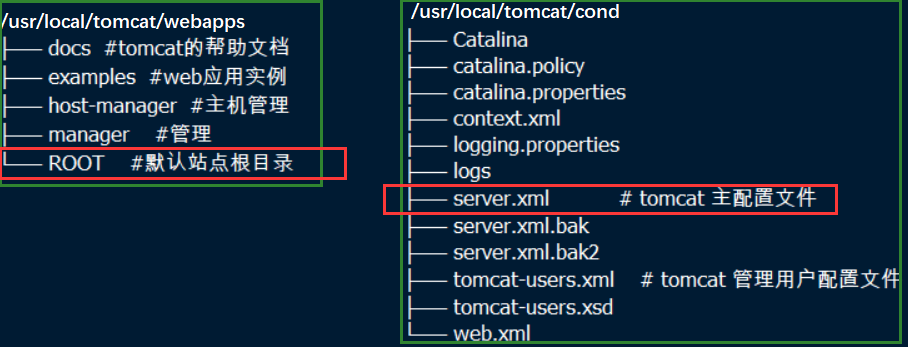 /usr/local/tomcat/webapps
├── docs #tomcat的帮助文档
├── examples #web应用实例
├── host-manager #主机管理
├── manager #管理
└── ROOT #默认站点根目录
/usr/local/tomcat/cond
├── Catalina
├── catalina.policy
├── catalina.properties
├── context.xml
├── logging.properties
├── logs
├── server.xml # tomcat 主配置文件
├── server.xml.bak
├── server.xml.bak2
├── tomcat-users.xml # tomcat 管理用户配置文件
├── tomcat-users.xsd
└── web.xml